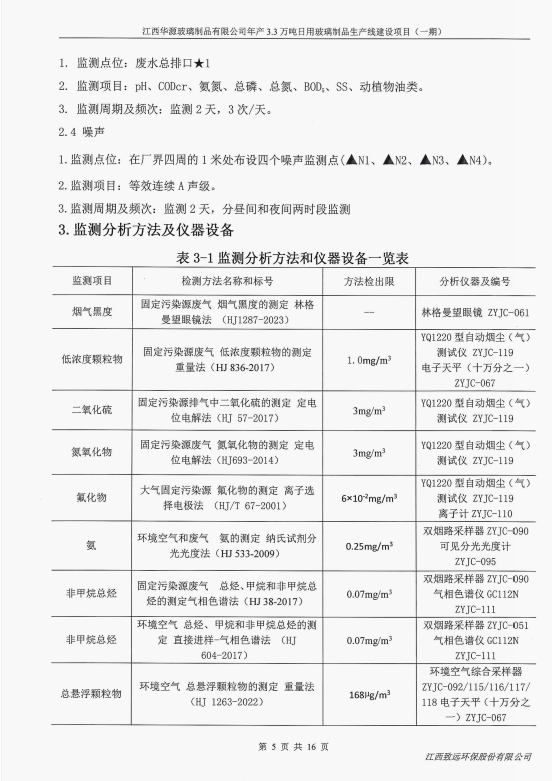 江西华源玻璃制品有限公司年产 3.3 万吨日用玻璃制品生产线建设项目（一期）
1. 监测点位：废水总排口★1
2. 监测项目：pH、CODcr、氨氮、总磷、总氮、BOD₅、SS、动植物油类。
3. 监测周期及频次：监测 2 天，3 次/天。
2.4 噪声
1.监测点位：在厂界四周的 1 米处布设四个噪声监测点(▲N1、▲N2、▲N3、▲N4)。
2.监测项目：等效连续 A 声级。
3.监测周期及频次：监测 2 天，分昼间和夜间两时段监测
3.监测分析方法及仪器设备
表 3-1 监测分析方法和仪器设备一览表
监测项目 检测方法名称和标号 方法检出限 分析仪器及编号
烟气黑度 固定污染源废气 烟气黑度的测定 林格
曼望眼镜法 （HJ1287-2023） — 林格曼望眼镜 ZYJC-061
低浓度颗粒物 固定污染源废气 低浓度颗粒物的测定
重量法（HJ 836-2017） 1.0mg/m³ YQ1220 型自动烟尘（气）
测试仪 ZYJC-119
电子天平（十万分之一）
ZYJC-067
二氧化硫 固定污染源排气中二氧化硫的测定 定电
位电解法（HJ 57-2017） 3mg/m³ YQ1220 型自动烟尘（气）
测试仪 ZYJC-119
氮氧化物 固定污染源废气 氮氧化物的测定 定电
位电解法（HJ693-2014） 3mg/m³ YQ1220 型自动烟尘（气）
测试仪 ZYJC-119
氟化物 大气固定污染源 氟化物的测定 离子选
择电极法 （HJ/T 67-2001） 6×10⁻²mg/m³ YQ1220 型自动烟尘（气）
测试仪 ZYJC-119
离子计 ZYJC-110
氨 环境空气和废气 氨的测定 纳氏试剂分
光光度法（HJ 533-2009） 0.25mg/m³ 双烟路采样器 ZYJC-090
可见分光光度计
ZYJC-095
非甲烷总烃 固定污染源废气 总烃、甲烷和非甲烷总
烃的测定气相色谱法（HJ 38-2017） 0.07mg/m³ 双烟路采样器 ZYJC-090
气相色谱仪 GC112N
ZYJC-111
非甲烷总烃 环境空气 总烃、甲烷和非甲烷总烃的测
定 直接进样-气相色谱法 （HJ
604-2017） 0.07mg/m³ 双烟路采样器 ZYJC-051
气相色谱仪 GC112N
ZYJC-111
总悬浮颗粒物 环境空气 总悬浮颗粒物的测定 重量法
（HJ 1263-2022） 168μg/m³ 环境空气综合采样器
ZYJC-092/115/116/117/
118 电子天平（十万分之
一）ZYJC-067
第 5 页 共 16 页
江西致远环保股份有限公司